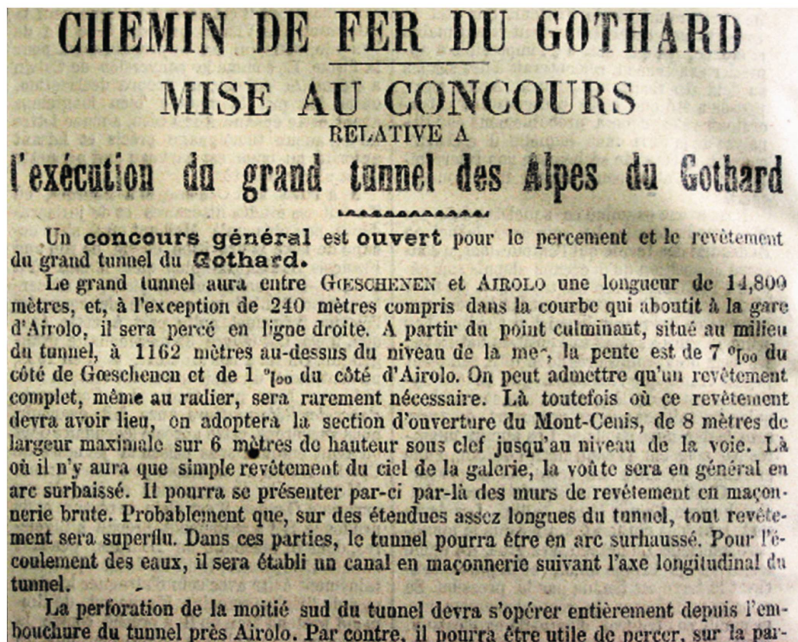 CHEMIN DE FER DU GOTHARD
MISE AU CONCOURS
RELATIVE A
l'exécution du grand tunnel des Alpes du Gothard
Un concours général est ouvert pour le percement et le revêtement
du grand tunnel du Gothard.
Le grand tunnel aura entre GŒSCHENEN et AIROLO une longueur de 14,800
mètres, et, à l'exception de 240 mètres compris dans la courbe qui aboutit à la gare
d'Airolo, il sera percé en ligne droite. A partir du point culminant, situé au milieu
du tunnel, à 1162 mètres au-dessus du niveau de la mer, la pente est de 7 °/₀₀ du
côté de Gœschenen et de 1 °/₀₀ du côté d'Airolo. On peut admettre qu'un revêtement
complet, même au radier, sera rarement nécessaire. Là toutefois où ce revêtement
devra avoir lieu, on adoptera la section d'ouverture du Mont-Cenis, de 8 mètres de
largeur maximale sur 6 mètres de hauteur sous clef jusqu'au niveau de la voie. Là
où il n'y aura que simple revêtement du ciel de la galerie, la voûte sera en général en
arc surbaissé. Il pourra se présenter par-ci par-là des murs de revêtement en maçon-
nerie brute. Probablement que, sur des étendues assez longues du tunnel, tout revête-
ment sera superflu. Dans ces parties, le tunnel pourra être en arc surhaussé. Pour l'é-
coulement des eaux, il sera établi un canal en maçonnerie suivant l'axe longitudinal du
tunnel.
La perforation de la moitié sud du tunnel devra s'opérer entièrement depuis l'em-
bouchure du tunnel près Airolo. Par contre, il pourra être utile de percer, sur la par-